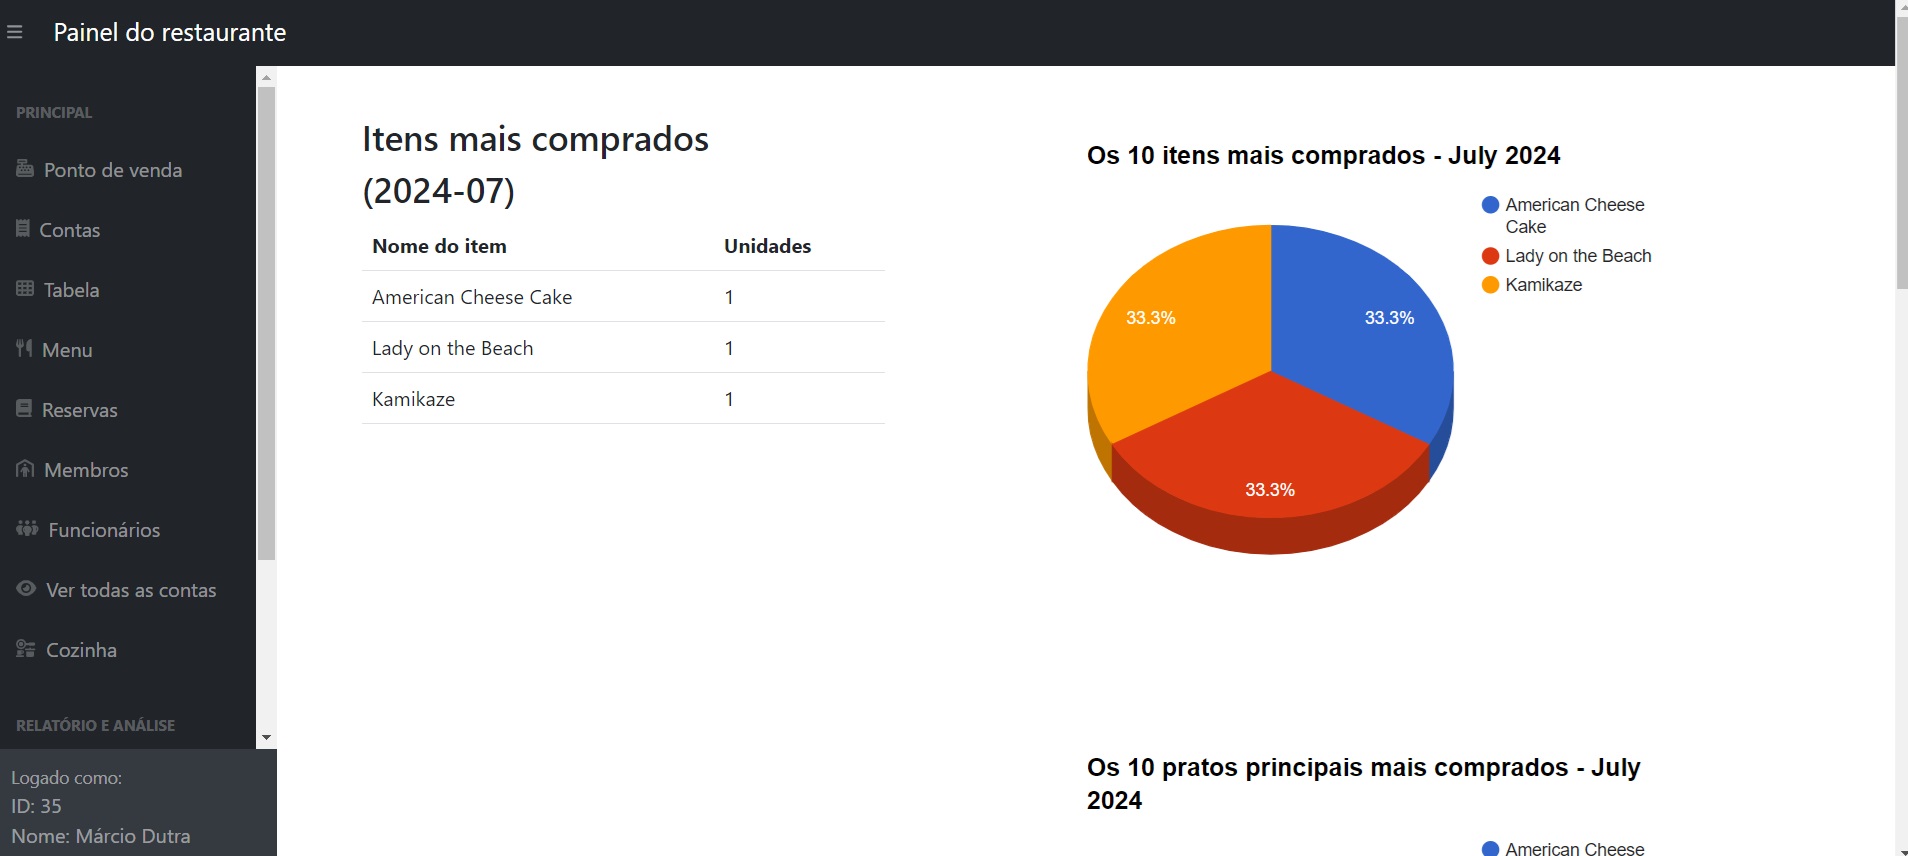 Painel do restaurante
PRINCIPAL
Ponto de venda
Contas
Tabela
Menu
Reservas
Membros
Funcionários
Ver todas as contas
Cozinha
RELATÓRIO E ANÁLISE
Logado como:
ID: 35
Nome: Márcio Dutra
Itens mais comprados
(2024-07)
Nome do item Unidades
American Cheese Cake 1
Lady on the Beach 1
Kamikaze 1
Os 10 itens mais comprados - July 2024
American Cheese
Cake
Lady on the Beach
Kamikaze
33.3% 33.3%
33.3%
Os 10 pratos principais mais comprados - July
2024
American Cheese